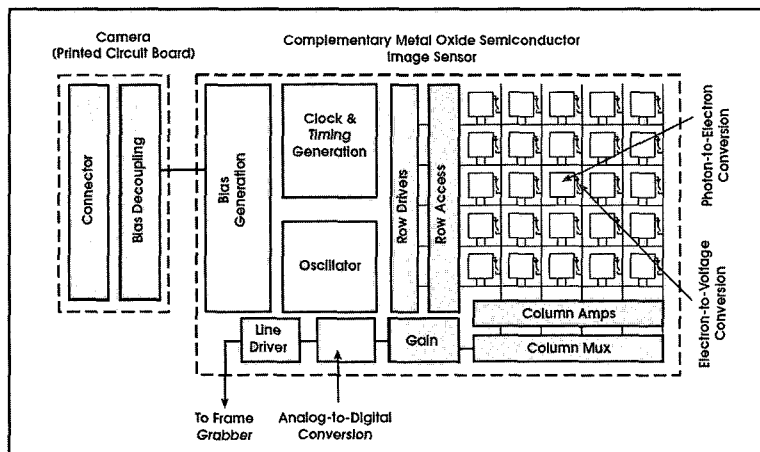 Camera
(Printed Circuit Board)
Complementary Metal Oxide Semiconductor
Image Sensor
Connector
Bias Decoupling
Bias
Generation
Clock &
Timing
Generation
Oscillator
Row Drivers
Row Access
Photon-to-Electron
Conversion
Electron-to-Voltage
Conversion
Column Amps
Column Mux
Line
Driver
Gain
To Frame
Grabber
Analog-to-Digital
Conversion